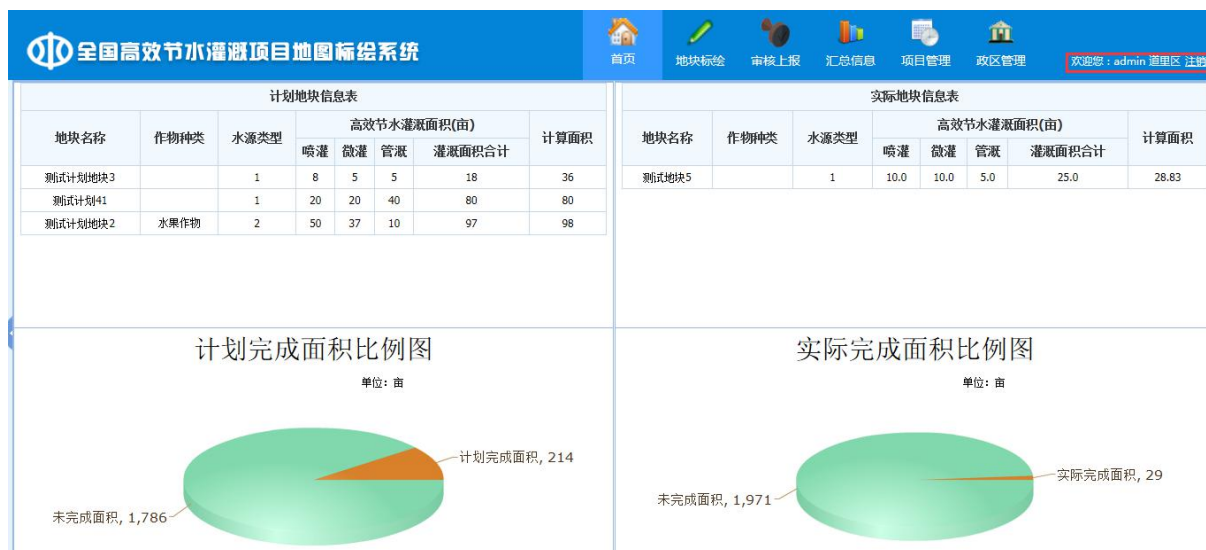 全国高效节水灌溉项目地图标绘系统
首页 地块标绘 审核上报 汇总信息 项目管理 政区管理
欢迎您：admin 道里区 注销
计划地块信息表
地块名称 作物种类 水源类型 高效节水灌溉面积(亩) 计算面积
喷灌 微灌 管溉 灌溉面积合计
测试计划地块3 1 8 5 5 18 36
测试计划41 1 20 20 40 80 80
测试计划地块2 水果作物 2 50 37 10 97 98
实际地块信息表
地块名称 作物种类 水源类型 高效节水灌溉面积(亩) 计算面积
喷灌 微灌 管溉 灌溉面积合计
测试地块5 1 10.0 10.0 5.0 25.0 28.83
计划完成面积比例图
单位：亩
计划完成面积, 214
未完成面积, 1,786
实际完成面积比例图
单位：亩
实际完成面积, 29
未完成面积, 1,971